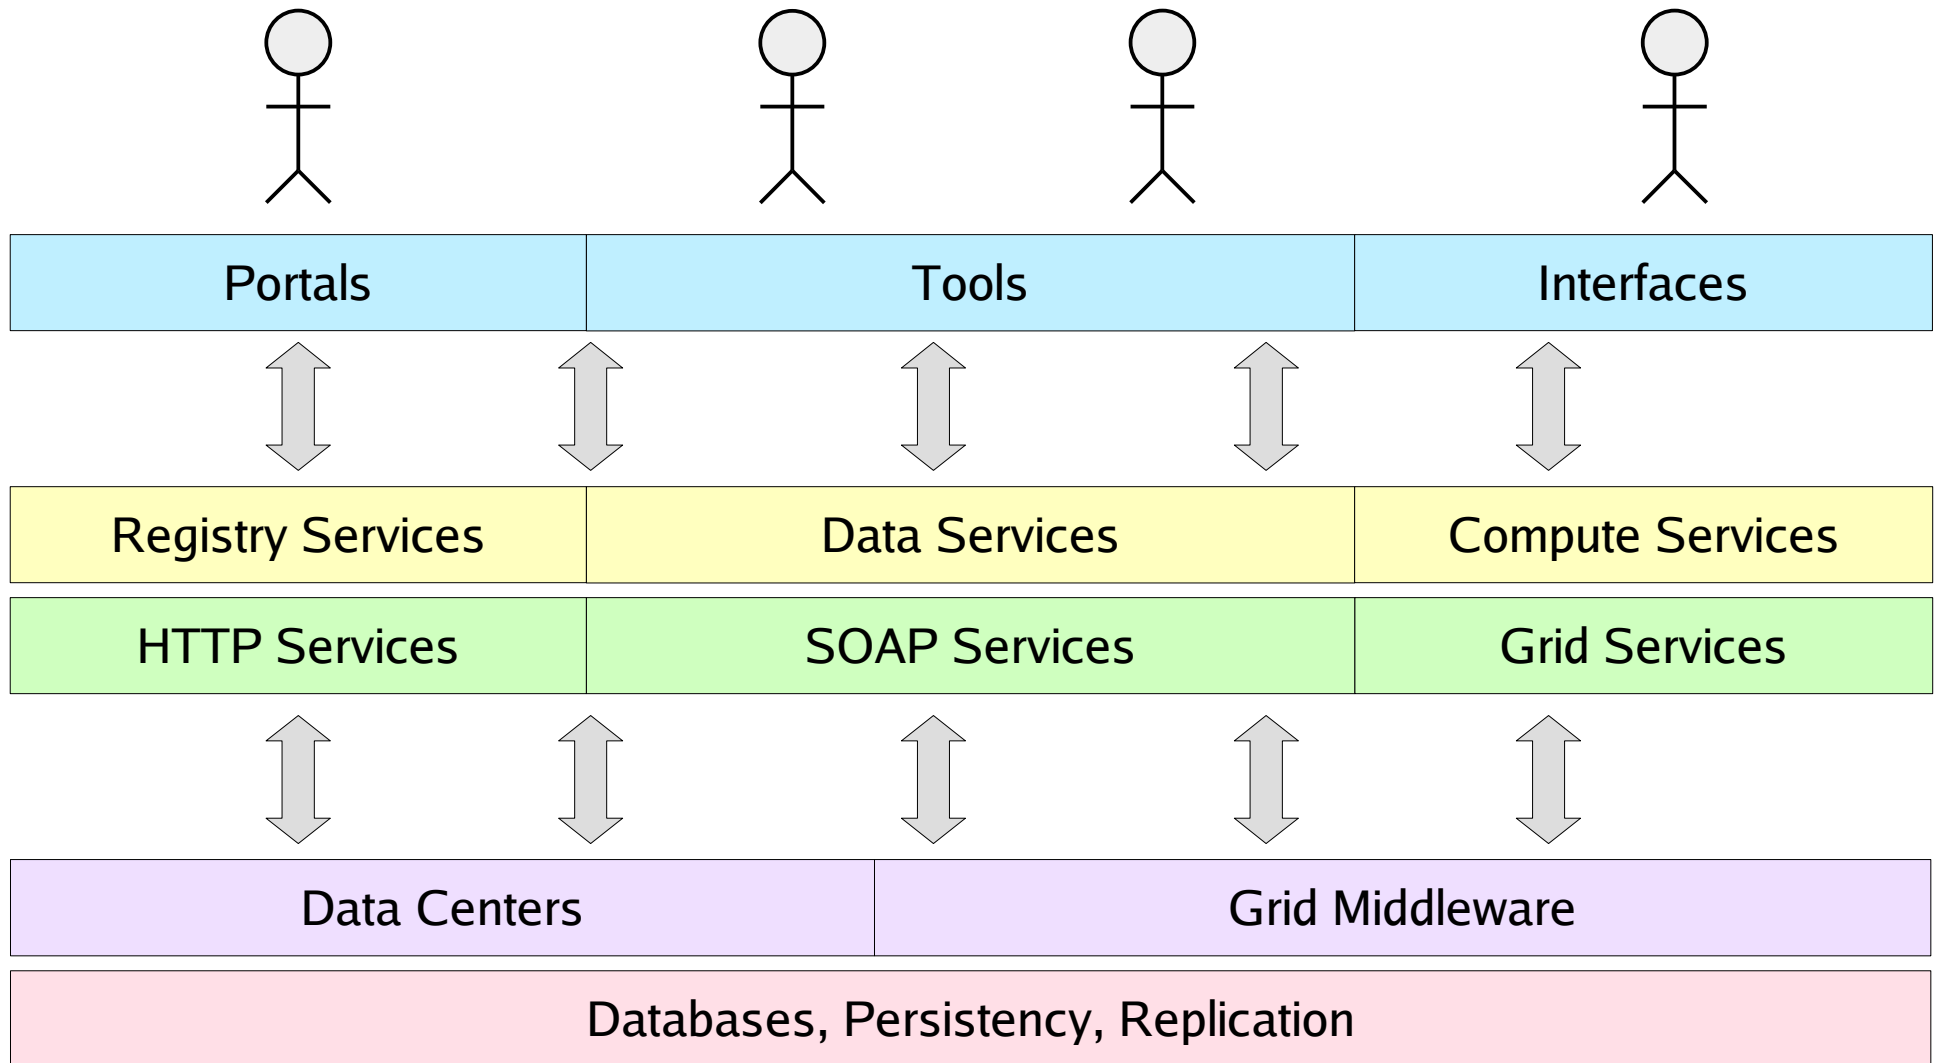 Portals
Tools
Interfaces
Registry Services
Data Services
Compute Services
HTTP Services
SOAP Services
Grid Services
Data Centers
Grid Middleware
Databases, Persistency, Replication